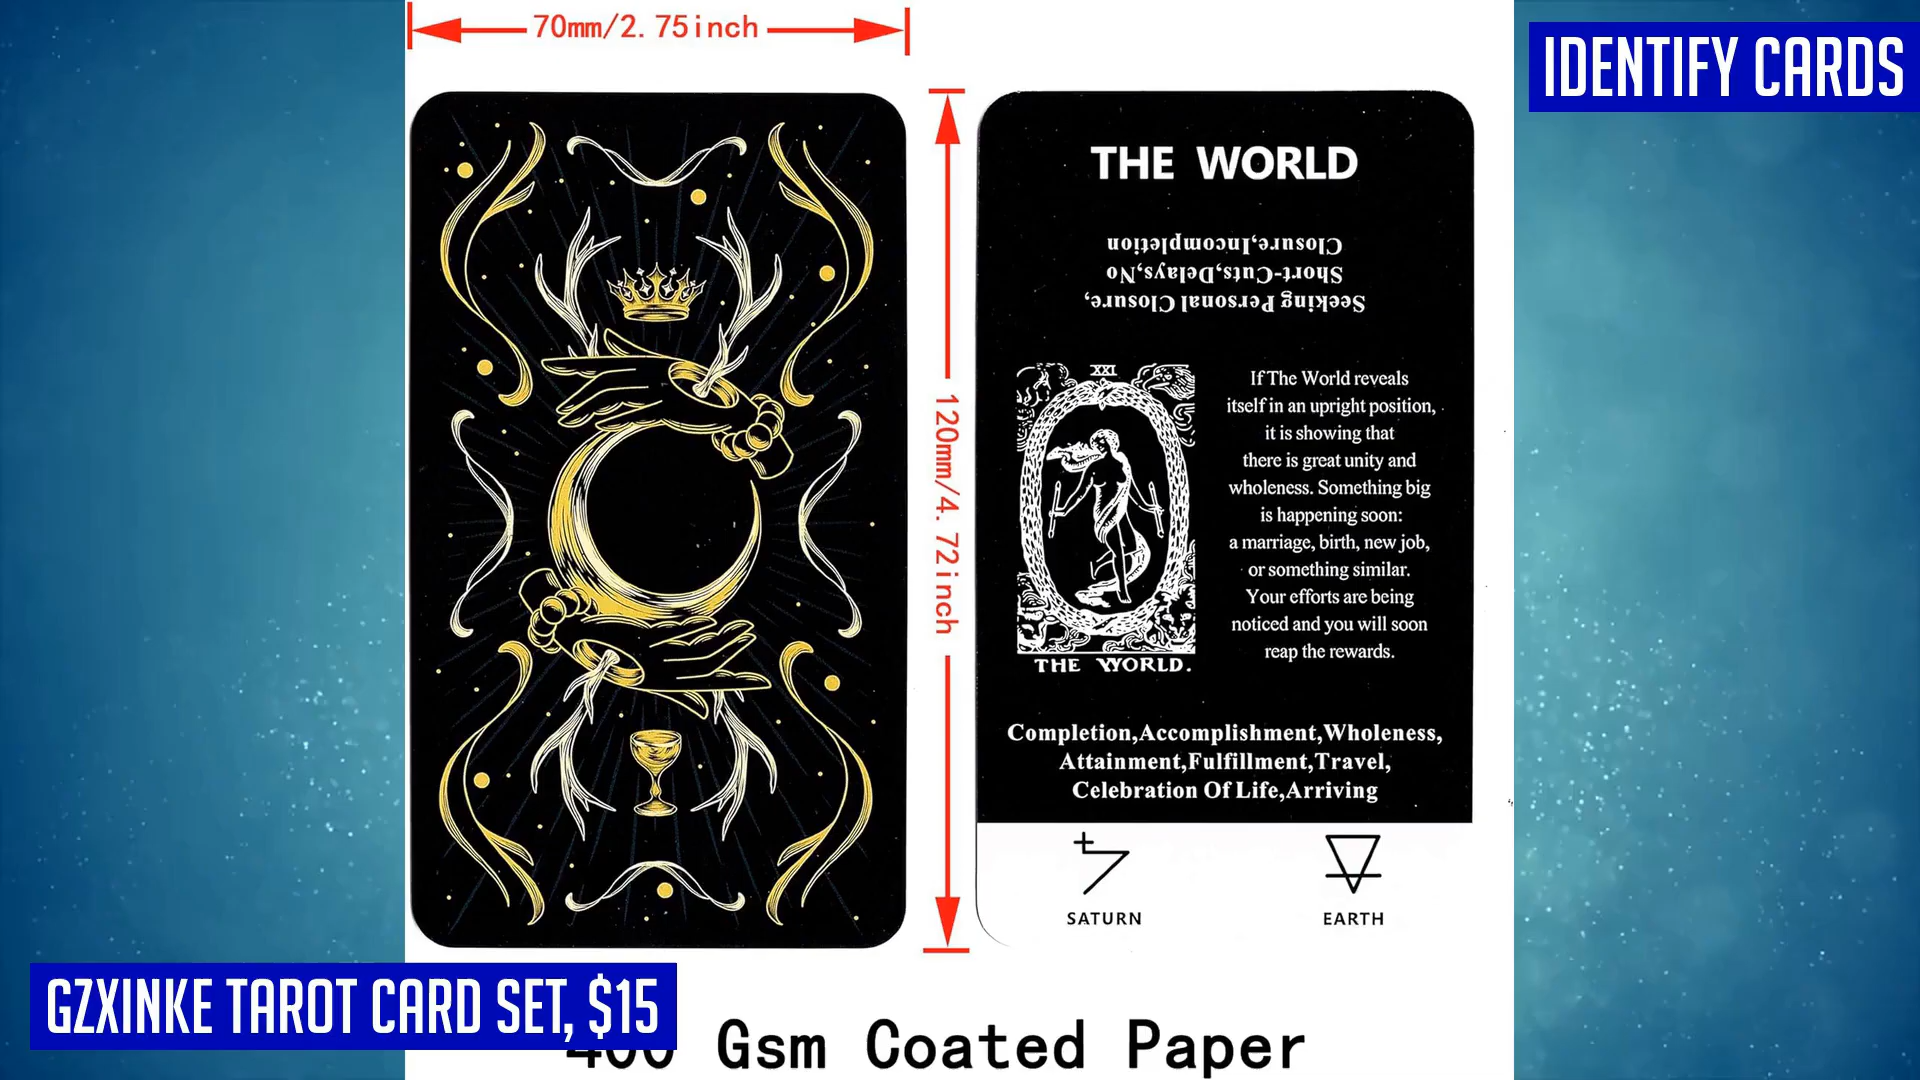 70mm/2.75inch
IDENTIFY CARDS
120mm/4.72inch
THE WORLD
Seeking Personal Closure,
Short-Cuts,Delays,No
Closure,Incompletion
XXI
THE WORLD.
If The World reveals
itself in an upright position,
it is showing that
there is great unity and
wholeness. Something big
is happening soon:
a marriage, birth, new job,
or something similar.
Your efforts are being
noticed and you will soon
reap the rewards.
Completion,Accomplishment,Wholeness,
Attainment,Fulfillment,Travel,
Celebration Of Life,Arriving
SATURN
EARTH
GZXINKE TAROT CARD SET, $15
Gsm Coated Paper